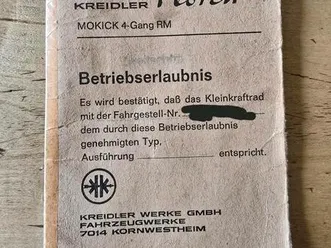 KREIDLER Florett
MOKICK 4-Gang RM
Betriebserlaubnis
Es wird bestätigt, daß das Kleinkraftrad
mit der Fahrgestell-Nr.
dem durch diese Betriebserlaubnis
genehmigten Typ,
Ausführung entspricht.
KREIDLER WERKE GMBH
FAHRZEUGWERKE
7014 KORNWESTHEIM